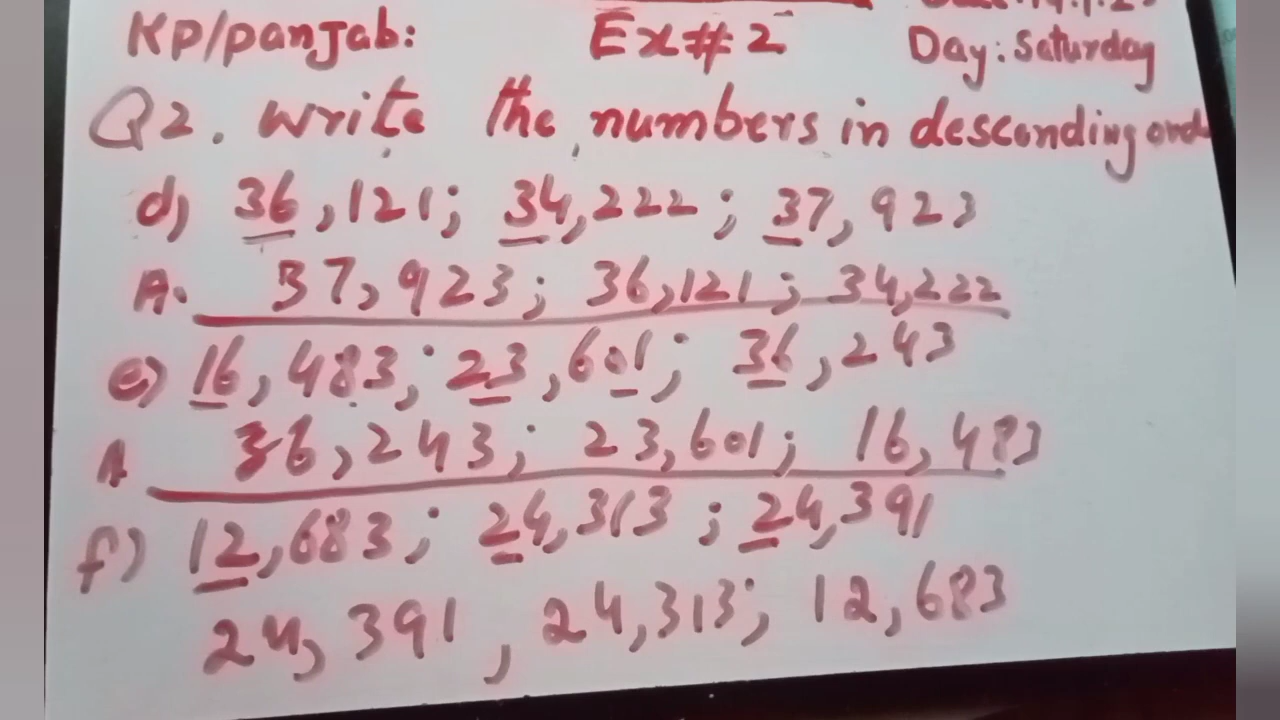 KP/panjab: Ex#2 Day: Saturday
Q2. Write the numbers in desconding
d) 36,121; 34,222; 37,923
A. 37,923; 36,121; 34,222
e) 16,483; 23,601; 36,243
A 36,243; 23,601; 16,483
f) 12,683; 24,313; 24,391
24,391, 24,313; 12,683